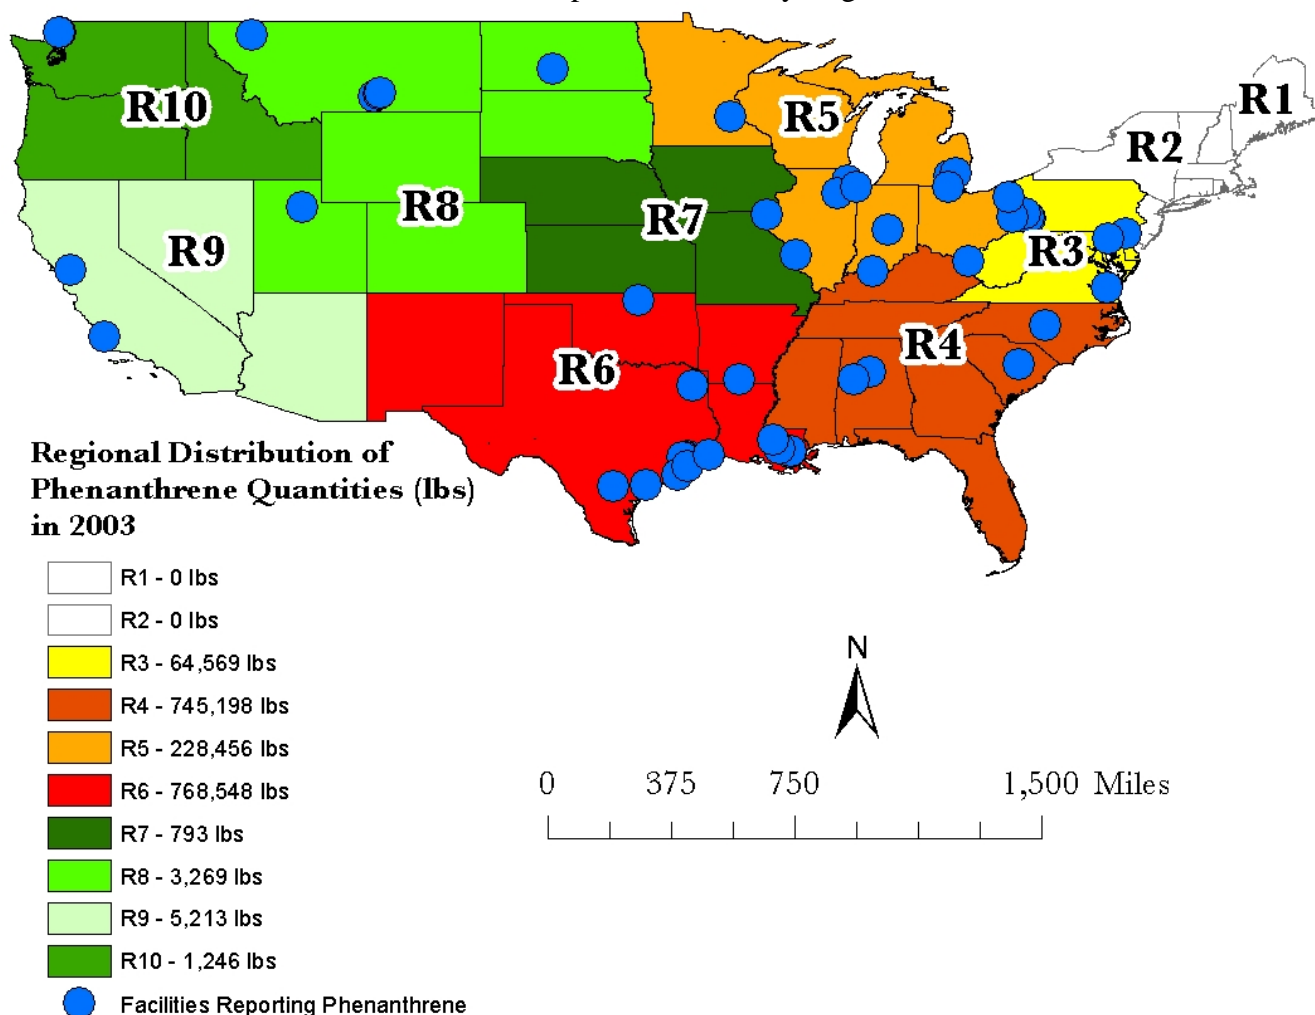 R10
R5
R1
R2
R8
R7
R9
R3
R4
R6
Regional Distribution of
Phenanthrene Quantities (lbs)
in 2003
R1 - 0 lbs
R2 - 0 lbs
R3 - 64,569 lbs
R4 - 745,198 lbs
R5 - 228,456 lbs
R6 - 768,548 lbs
R7 - 793 lbs
R8 - 3,269 lbs
R9 - 5,213 lbs
R10 - 1,246 lbs
Facilities Reporting Phenanthrene
N
0 375 750 1,500 Miles